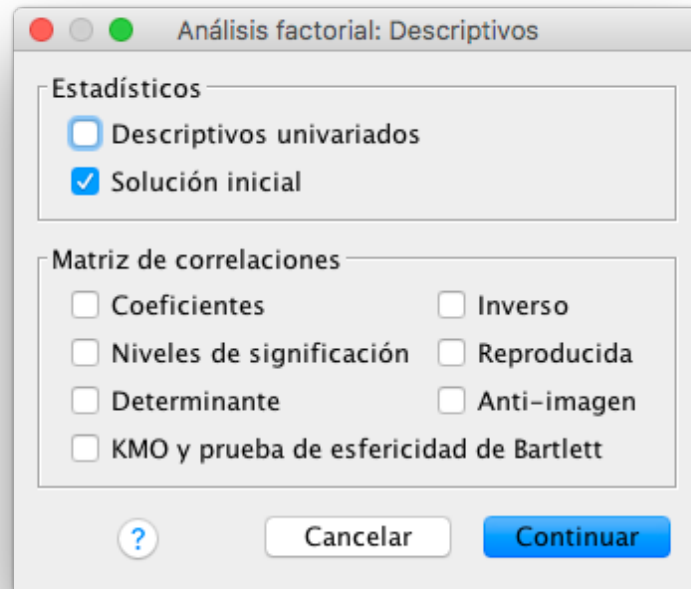 Análisis factorial: Descriptivos
Estadísticos
Descriptivos univariados
Solución inicial
Matriz de correlaciones
Coeficientes Inverso
Niveles de significación Reproducida
Determinante Anti-imagen
KMO y prueba de esfericidad de Bartlett
? Cancelar Continuar